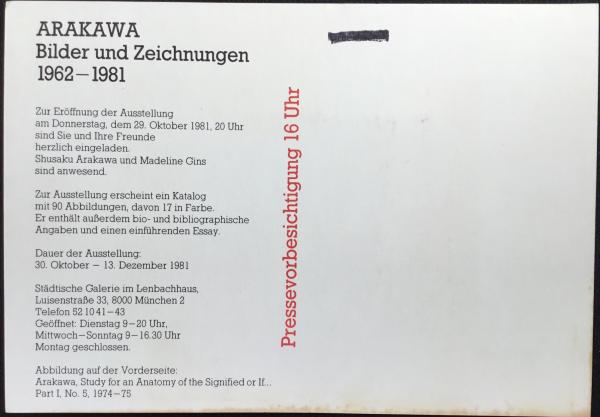 ARAKAWA
Bilder und Zeichnungen
1962–1981
Zur Eröffnung der Ausstellung
am Donnerstag, dem 29. Oktober 1981, 20 Uhr
sind Sie und Ihre Freunde
herzlich eingeladen.
Shusaku Arakawa und Madeline Gins
sind anwesend.
Zur Ausstellung erscheint ein Katalog
mit 90 Abbildungen, davon 17 in Farbe.
Er enthält außerdem bio- und bibliographische
Angaben und einen einführenden Essay.
Dauer der Ausstellung:
30. Oktober – 13. Dezember 1981
Städtische Galerie im Lenbachhaus,
Luisenstraße 33, 8000 München 2
Telefon 52 10 41–43
Geöffnet: Dienstag 9–20 Uhr,
Mittwoch–Sonntag 9–16.30 Uhr
Montag geschlossen.
Abbildung auf der Vorderseite:
Arakawa, Study for an Anatomy of the Signified or If...
Part I, No. 5, 1974–75
Pressevorbesichtigung 16 Uhr